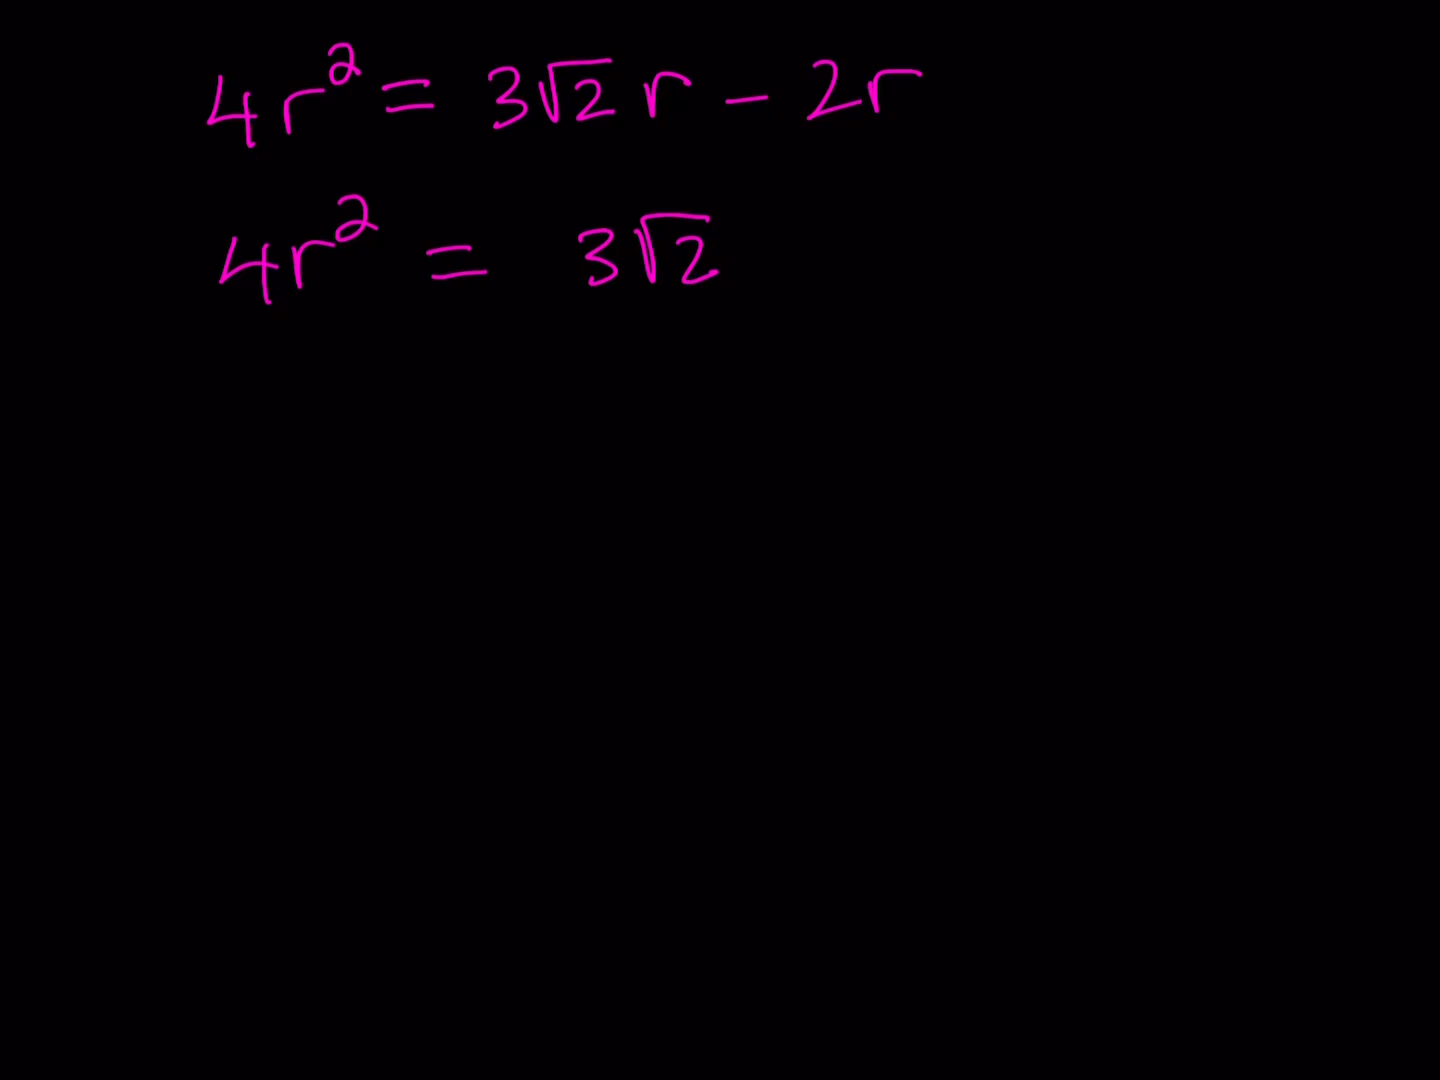 4r² = 3√2 r - 2r
4r² = 3√2